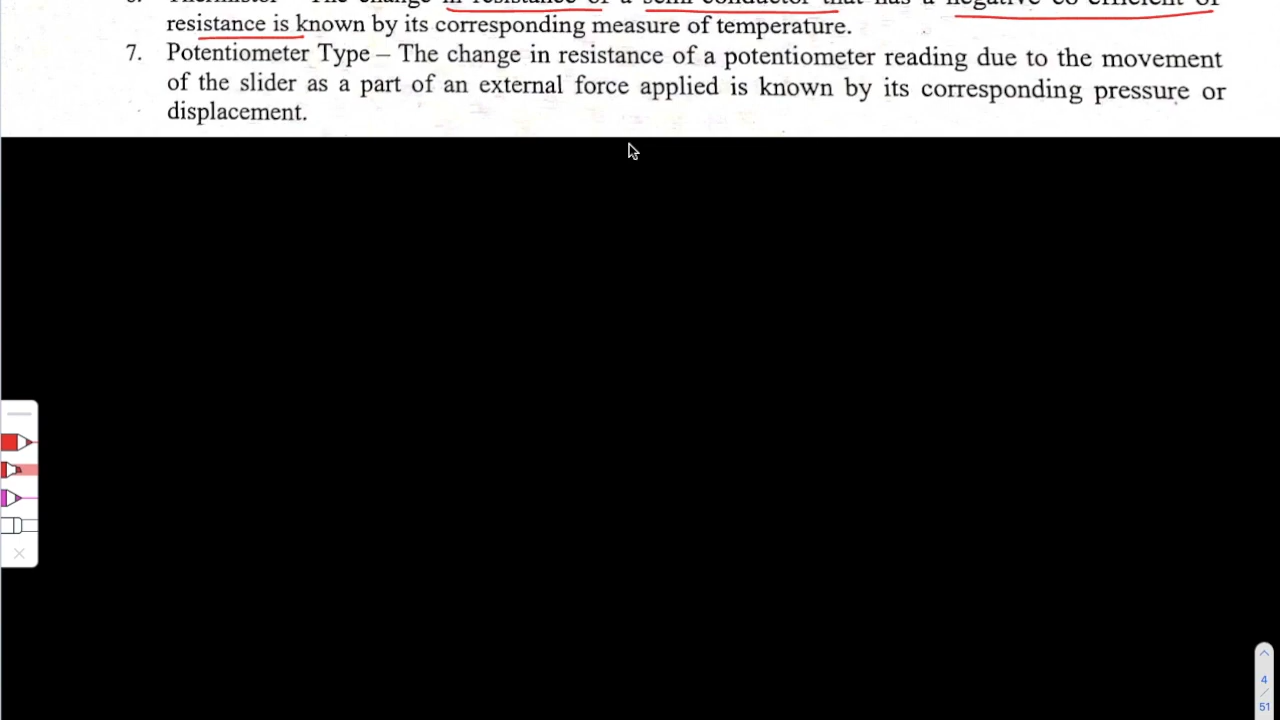 resistance is known by its corresponding measure of temperature.
7. Potentiometer Type – The change in resistance of a potentiometer reading due to the movement
of the slider as a part of an external force applied is known by its corresponding pressure or
displacement.
4
/
51